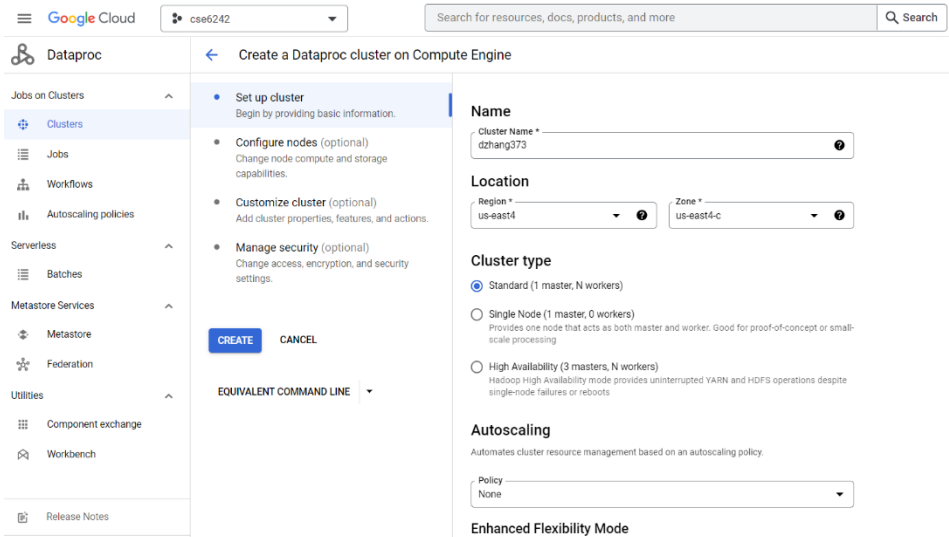 Google Cloud
cse6242
Search for resources, docs, products, and more
Search
Dataproc
Create a Dataproc cluster on Compute Engine
Jobs on Clusters
Clusters
Jobs
Workflows
Autoscaling policies
Serverless
Batches
Metastore Services
Metastore
Federation
Utilities
Component exchange
Workbench
Release Notes
Set up cluster
Begin by providing basic information.
Configure nodes (optional)
Change node compute and storage
capabilities.
Customize cluster (optional)
Add cluster properties, features, and actions.
Manage security (optional)
Change access, encryption, and security
settings.
CREATE
CANCEL
EQUIVALENT COMMAND LINE
Name
Cluster Name *
dzhang373
Location
Region *
us-east4
Zone *
us-east4-c
Cluster type
Standard (1 master, N workers)
Single Node (1 master, 0 workers)
Provides one node that acts as both master and worker. Good for proof-of-concept or small-
scale processing
High Availability (3 masters, N workers)
Hadoop High Availability mode provides uninterrupted YARN and HDFS operations despite
single-node failures or reboots
Autoscaling
Automates cluster resource management based on an autoscaling policy.
Policy
None
Enhanced Flexibility Mode